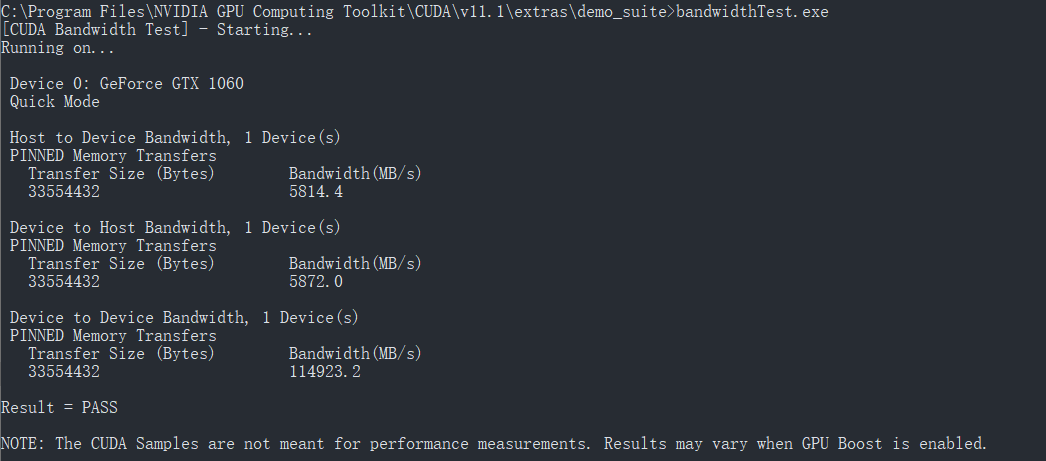 C:\Program Files\NVIDIA GPU Computing Toolkit\CUDA\v11.1\extras\demo_suite>bandwidthTest.exe
[CUDA Bandwidth Test] - Starting...
Running on...
Device 0: GeForce GTX 1060
Quick Mode
Host to Device Bandwidth, 1 Device(s)
PINNED Memory Transfers
Transfer Size (Bytes) Bandwidth(MB/s)
33554432 5814.4
Device to Host Bandwidth, 1 Device(s)
PINNED Memory Transfers
Transfer Size (Bytes) Bandwidth(MB/s)
33554432 5872.0
Device to Device Bandwidth, 1 Device(s)
PINNED Memory Transfers
Transfer Size (Bytes) Bandwidth(MB/s)
33554432 114923.2
Result = PASS
NOTE: The CUDA Samples are not meant for performance measurements. Results may vary when GPU Boost is enabled.